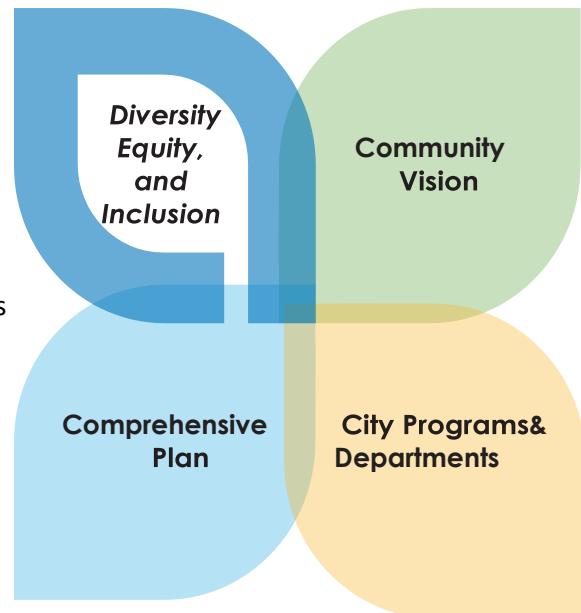 Diversity
Equity,
and
Inclusion
Community
Vision
s
Comprehensive
Plan
City Programs&
Departments